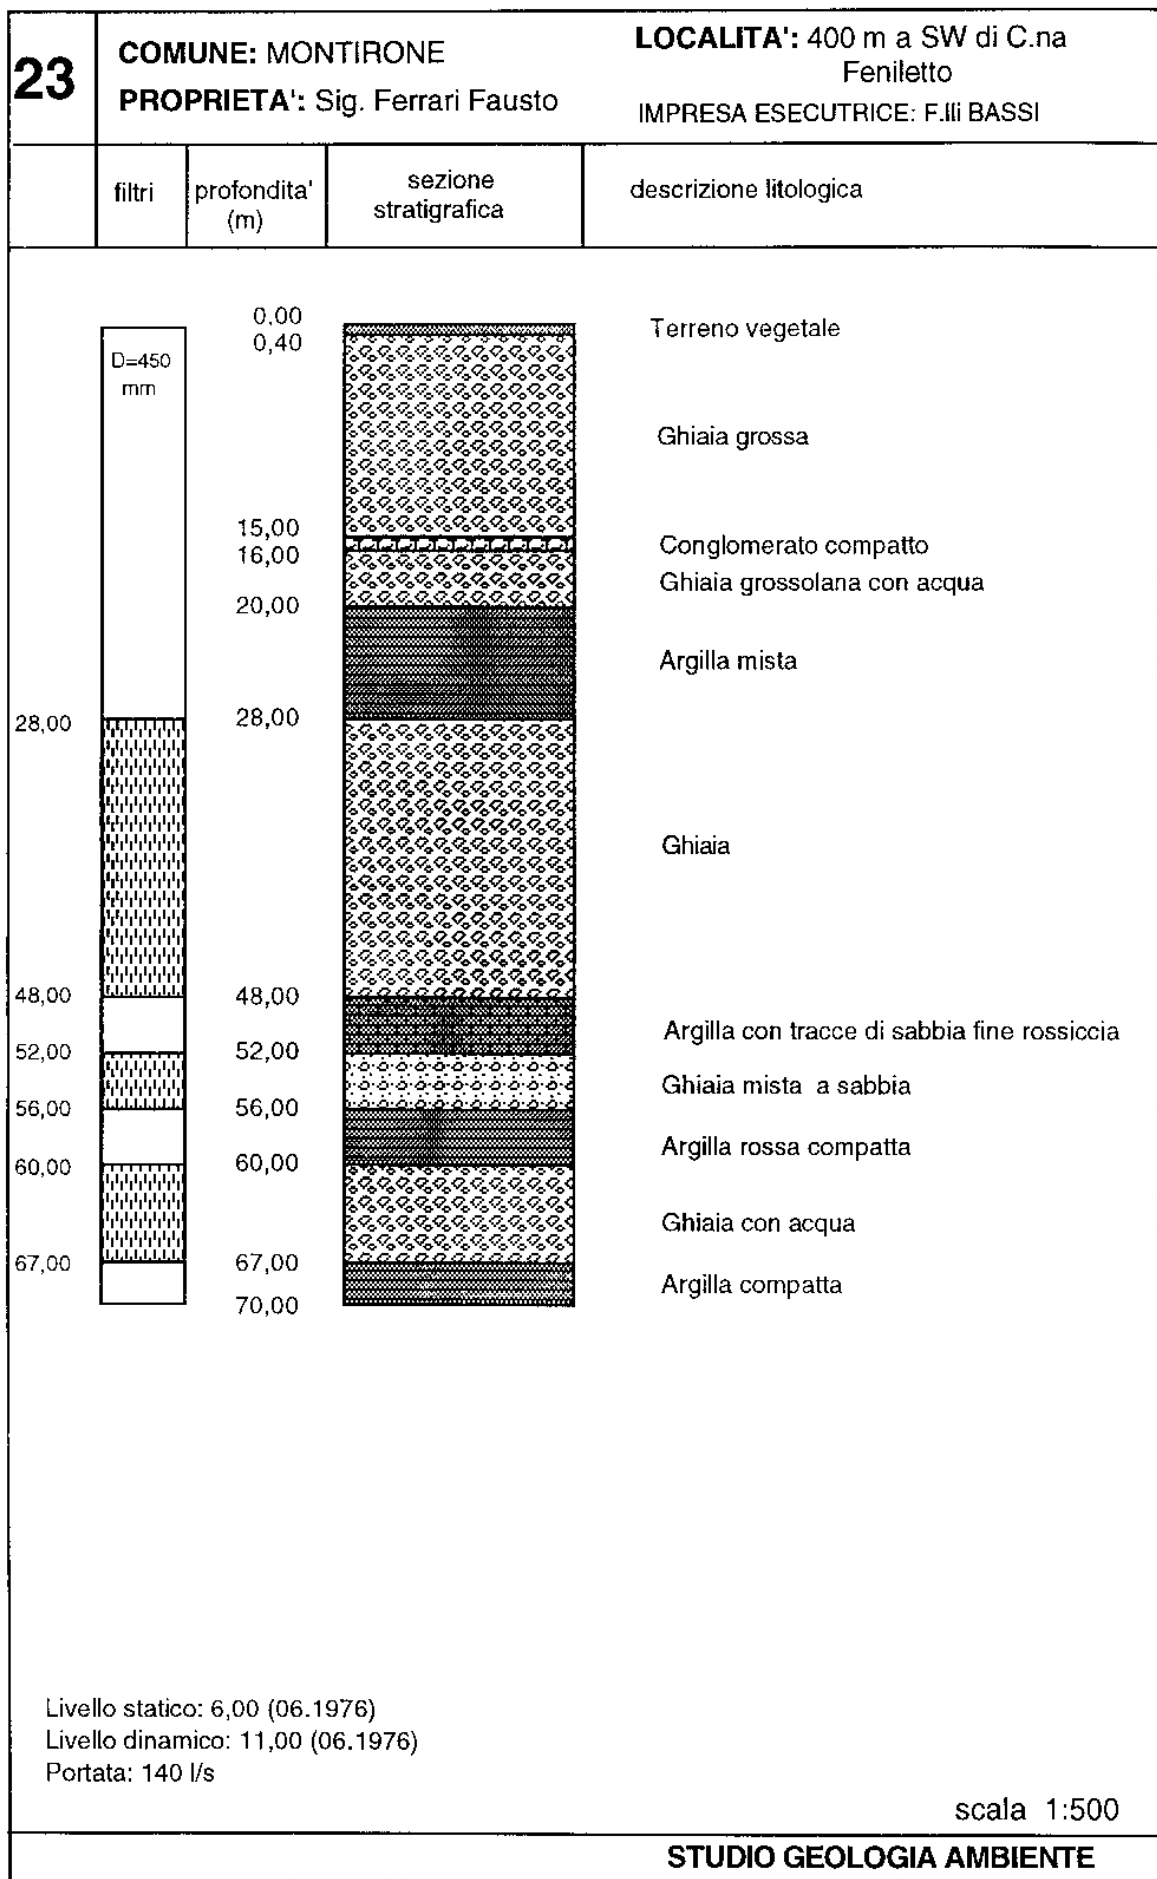 23
COMUNE: MONTIRONE
PROPRIETA': Sig. Ferrari Fausto
LOCALITA': 400 m a SW di C.na
Feniletto
IMPRESA ESECUTRICE: F.lli BASSI
filtri
profondita'
(m)
sezione
stratigrafica
descrizione litologica
D=450
mm
28,00
48,00
52,00
56,00
60,00
67,00
0,00
0,40
15,00
16,00
20,00
28,00
48,00
52,00
56,00
60,00
67,00
70,00
Terreno vegetale
Ghiaia grossa
Conglomerato compatto
Ghiaia grossolana con acqua
Argilla mista
Ghiaia
Argilla con tracce di sabbia fine rossiccia
Ghiaia mista a sabbia
Argilla rossa compatta
Ghiaia con acqua
Argilla compatta
Livello statico: 6,00 (06.1976)
Livello dinamico: 11,00 (06.1976)
Portata: 140 l/s
scala 1:500
STUDIO GEOLOGIA AMBIENTE